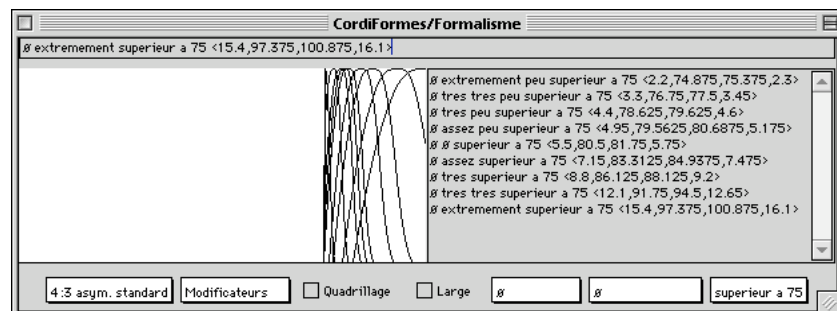 CordiFormes/Formalisme
ø extremement superieur a 75 <15.4,97.375,100.875,16.1>
ø extremement peu superieur a 75 <2.2,74.875,75.375,2.3>
ø tres tres peu superieur a 75 <3.3,76.75,77.5,3.45>
ø tres peu superieur a 75 <4.4,78.625,79.625,4.6>
ø assez peu superieur a 75 <4.95,79.5625,80.6875,5.175>
ø ø superieur a 75 <5.5,80.5,81.75,5.75>
ø assez superieur a 75 <7.15,83.3125,84.9375,7.475>
ø tres superieur a 75 <8.8,86.125,88.125,9.2>
ø tres tres superieur a 75 <12.1,91.75,94.5,12.65>
ø extremement superieur a 75 <15.4,97.375,100.875,16.1>
4:3 asym. standard Modificateurs Quadrillage Large ø ø superieur a 75